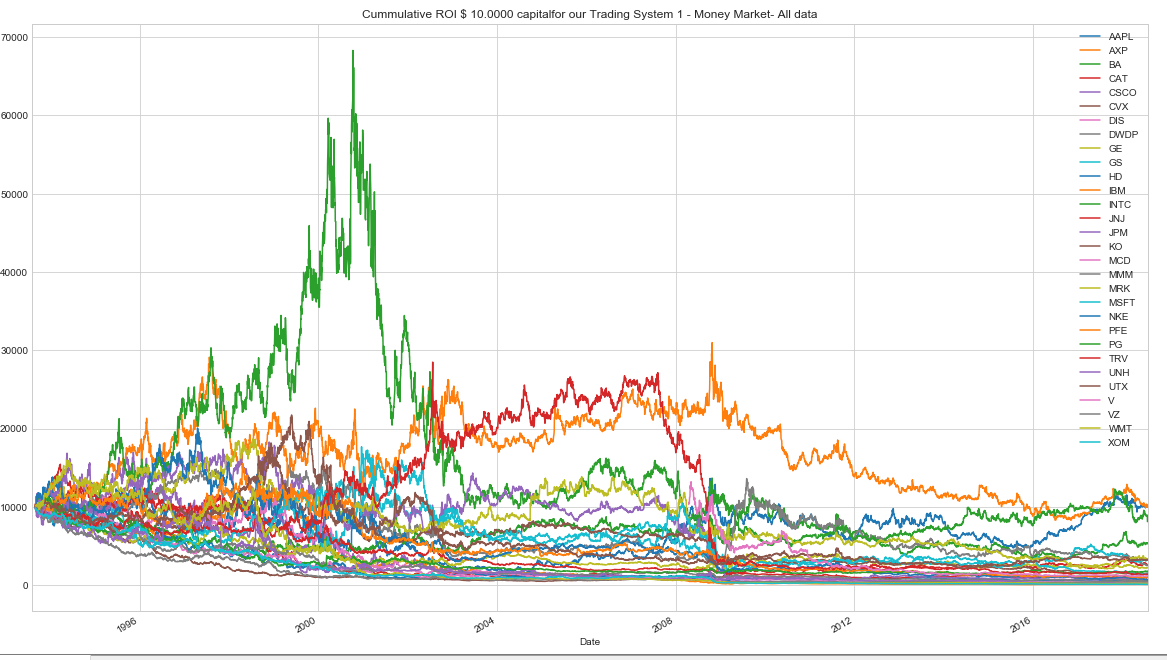 Cummulative ROI $ 10.0000 capitalfor our Trading System 1 - Money Market- All data
70000
60000
50000
40000
30000
20000
10000
0
AAPL
AXP
BA
CAT
CSCO
CVX
DIS
DWDP
GE
GS
HD
IBM
INTC
JNJ
JPM
KO
MCD
MMM
MRK
MSFT
NKE
PFE
PG
TRV
UNH
UTX
V
VZ
WMT
XOM
1996
2000
2004
2008
2012
2016
Date